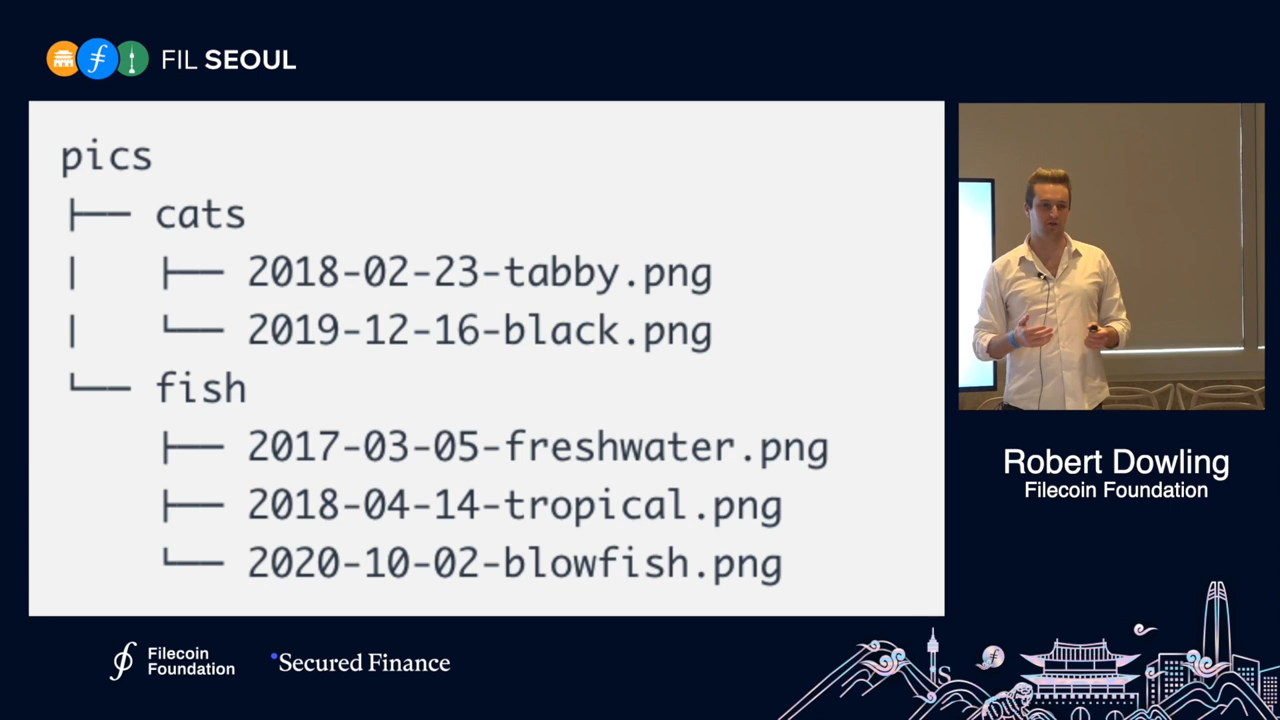 FIL SEOUL
pics
├── cats
│   ├── 2018-02-23-tabby.png
│   └── 2019-12-16-black.png
└── fish
    ├── 2017-03-05-freshwater.png
    ├── 2018-04-14-tropical.png
    └── 2020-10-02-blowfish.png
Robert Dowling
Filecoin Foundation
Filecoin
Foundation
Secured Finance